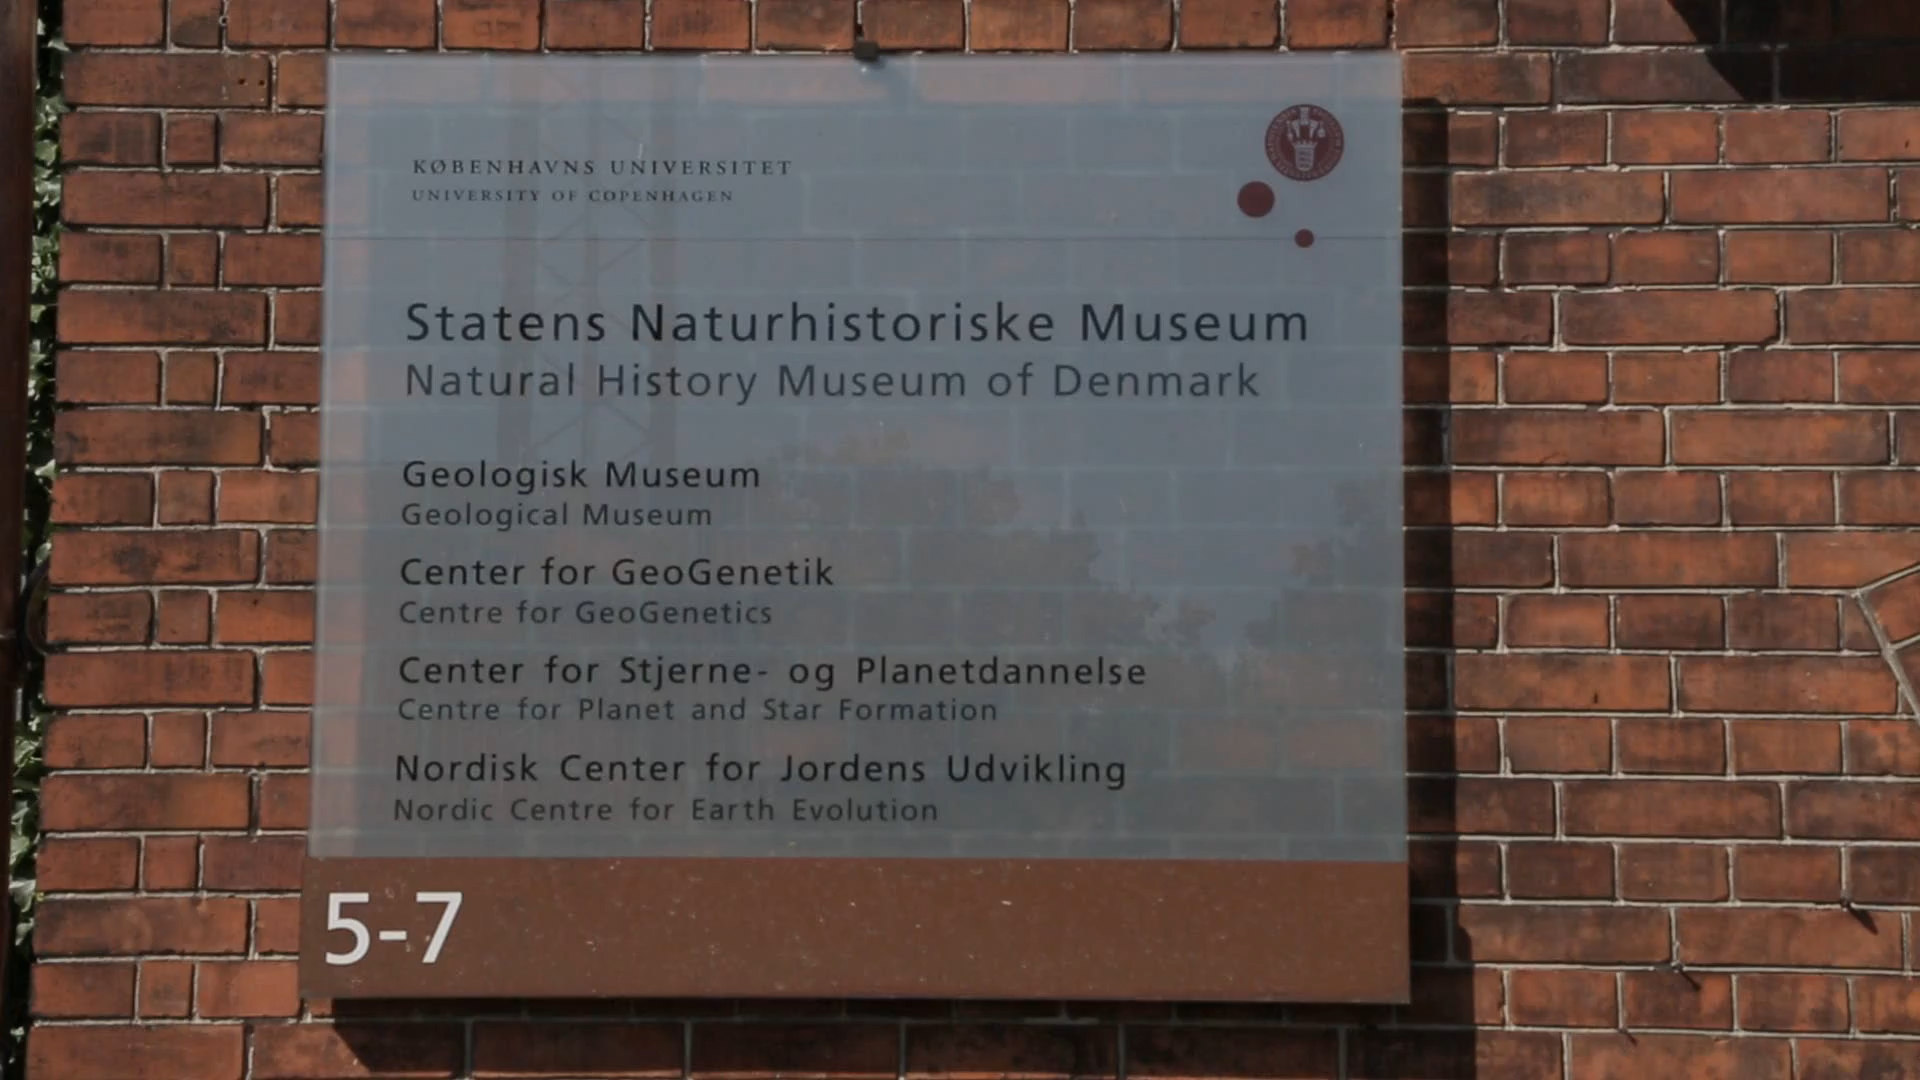 KØBENHAVNS UNIVERSITET
UNIVERSITY OF COPENHAGEN
Statens Naturhistoriske Museum
Natural History Museum of Denmark
Geologisk Museum
Geological Museum
Center for GeoGenetik
Centre for GeoGenetics
Center for Stjerne- og Planetdannelse
Centre for Planet and Star Formation
Nordisk Center for Jordens Udvikling
Nordic Centre for Earth Evolution
5-7